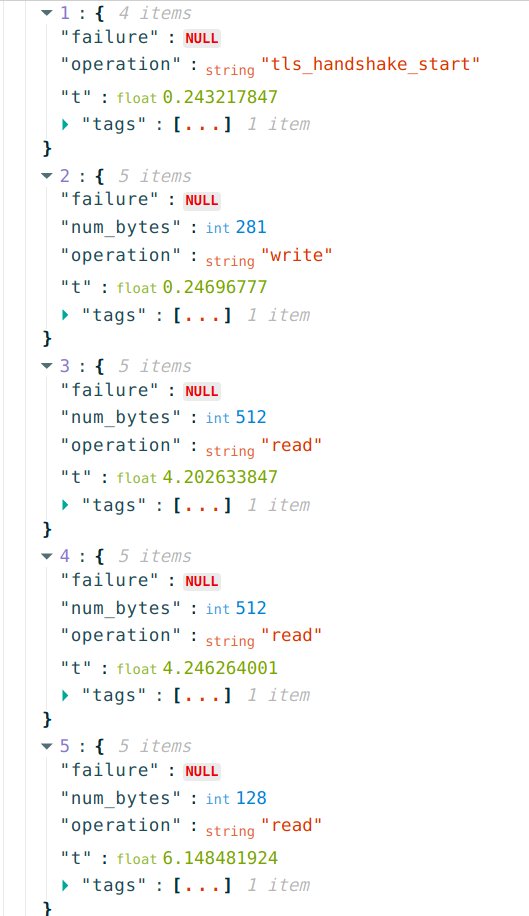 1 : { 4 items
"failure" : NULL
"operation" : string "tls_handshake_start"
"t" : float 0.243217847
"tags" : [...] 1 item
}
2 : { 5 items
"failure" : NULL
"num_bytes" : int 281
"operation" : string "write"
"t" : float 0.24696777
"tags" : [...] 1 item
}
3 : { 5 items
"failure" : NULL
"num_bytes" : int 512
"operation" : string "read"
"t" : float 4.202633847
"tags" : [...] 1 item
}
4 : { 5 items
"failure" : NULL
"num_bytes" : int 512
"operation" : string "read"
"t" : float 4.246264001
"tags" : [...] 1 item
}
5 : { 5 items
"failure" : NULL
"num_bytes" : int 128
"operation" : string "read"
"t" : float 6.148481924
"tags" : [...] 1 item
}